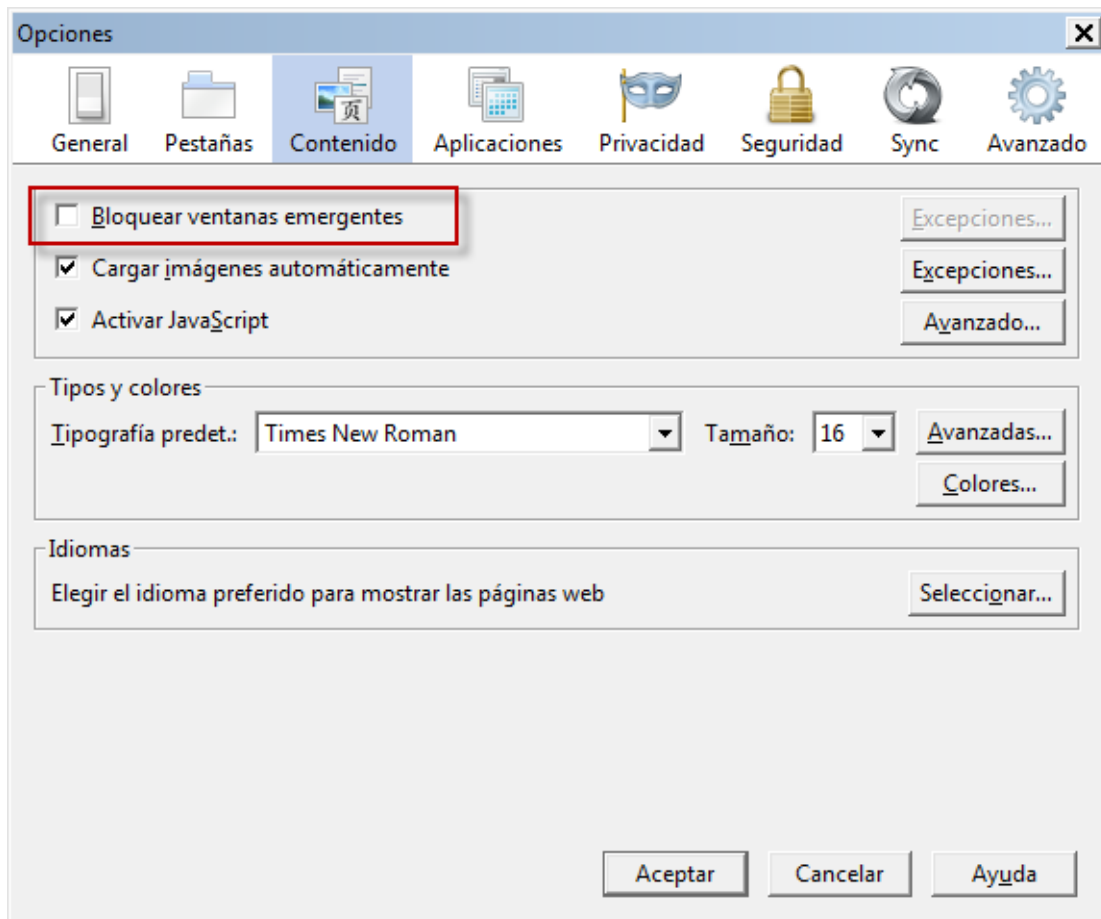 Opciones
页
General Pestañas Contenido Aplicaciones Privacidad Seguridad Sync Avanzado
Bloquear ventanas emergentes Excepciones...
Cargar imágenes automáticamente Excepciones...
Activar JavaScript Avanzado...
Tipos y colores
Tipografía predet.: Times New Roman Tamaño: 16 Avanzadas...
Colores...
Idiomas
Elegir el idioma preferido para mostrar las páginas web Seleccionar...
Aceptar Cancelar Ayuda